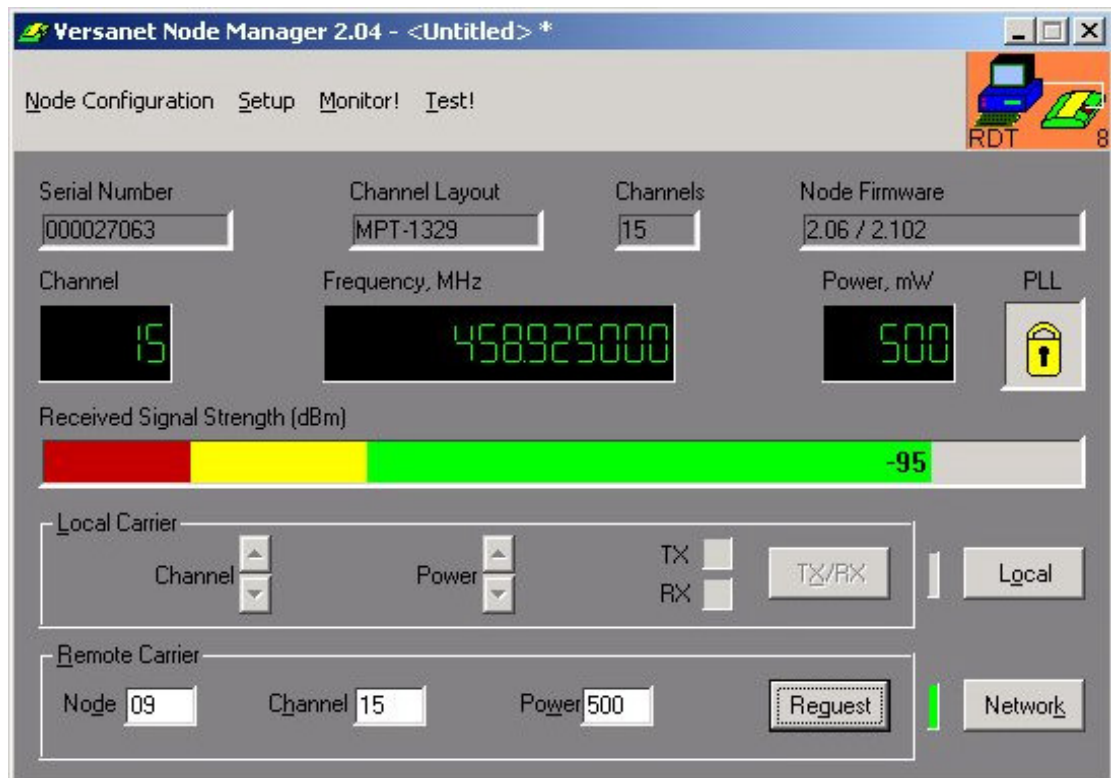 Versanet Node Manager 2.04 - <Untitled> *
Node Configuration Setup Monitor! Test!
RDT 8
Serial Number Channel Layout Channels Node Firmware
000027063 MPT-1329 15 2.06 / 2.102
Channel Frequency, MHz Power, mW PLL
15 458.925000 500
Received Signal Strength (dBm)
-95
Local Carrier
Channel Power TX RX TX/RX Local
Remote Carrier
Node 09 Channel 15 Power 500 Reguest Network